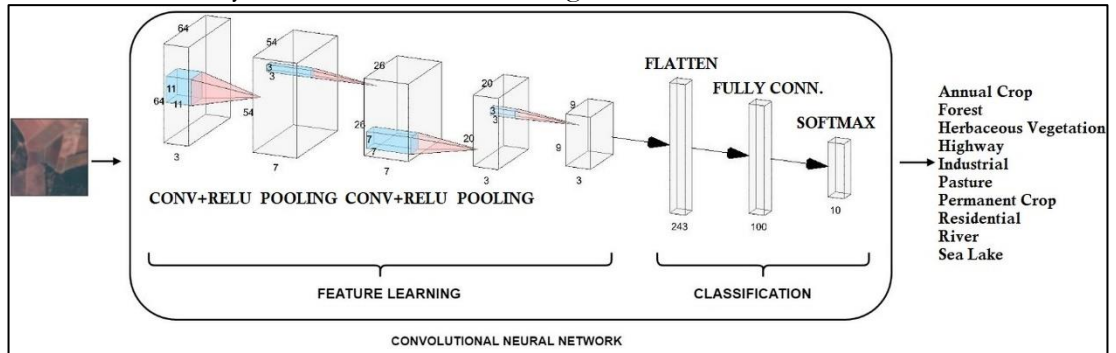 64
64
11
11
3
54
54
3
3
7
26
26
7
7
7
20
20
3
3
3
9
9
3
CONV+RELU POOLING CONV+RELU POOLING
FEATURE LEARNING
FLATTEN
243
FULLY CONN.
100
SOFTMAX
10
CLASSIFICATION
Annual Crop
Forest
Herbaceous Vegetation
Highway
Industrial
Pasture
Permanent Crop
Residential
River
Sea Lake
CONVOLUTIONAL NEURAL NETWORK